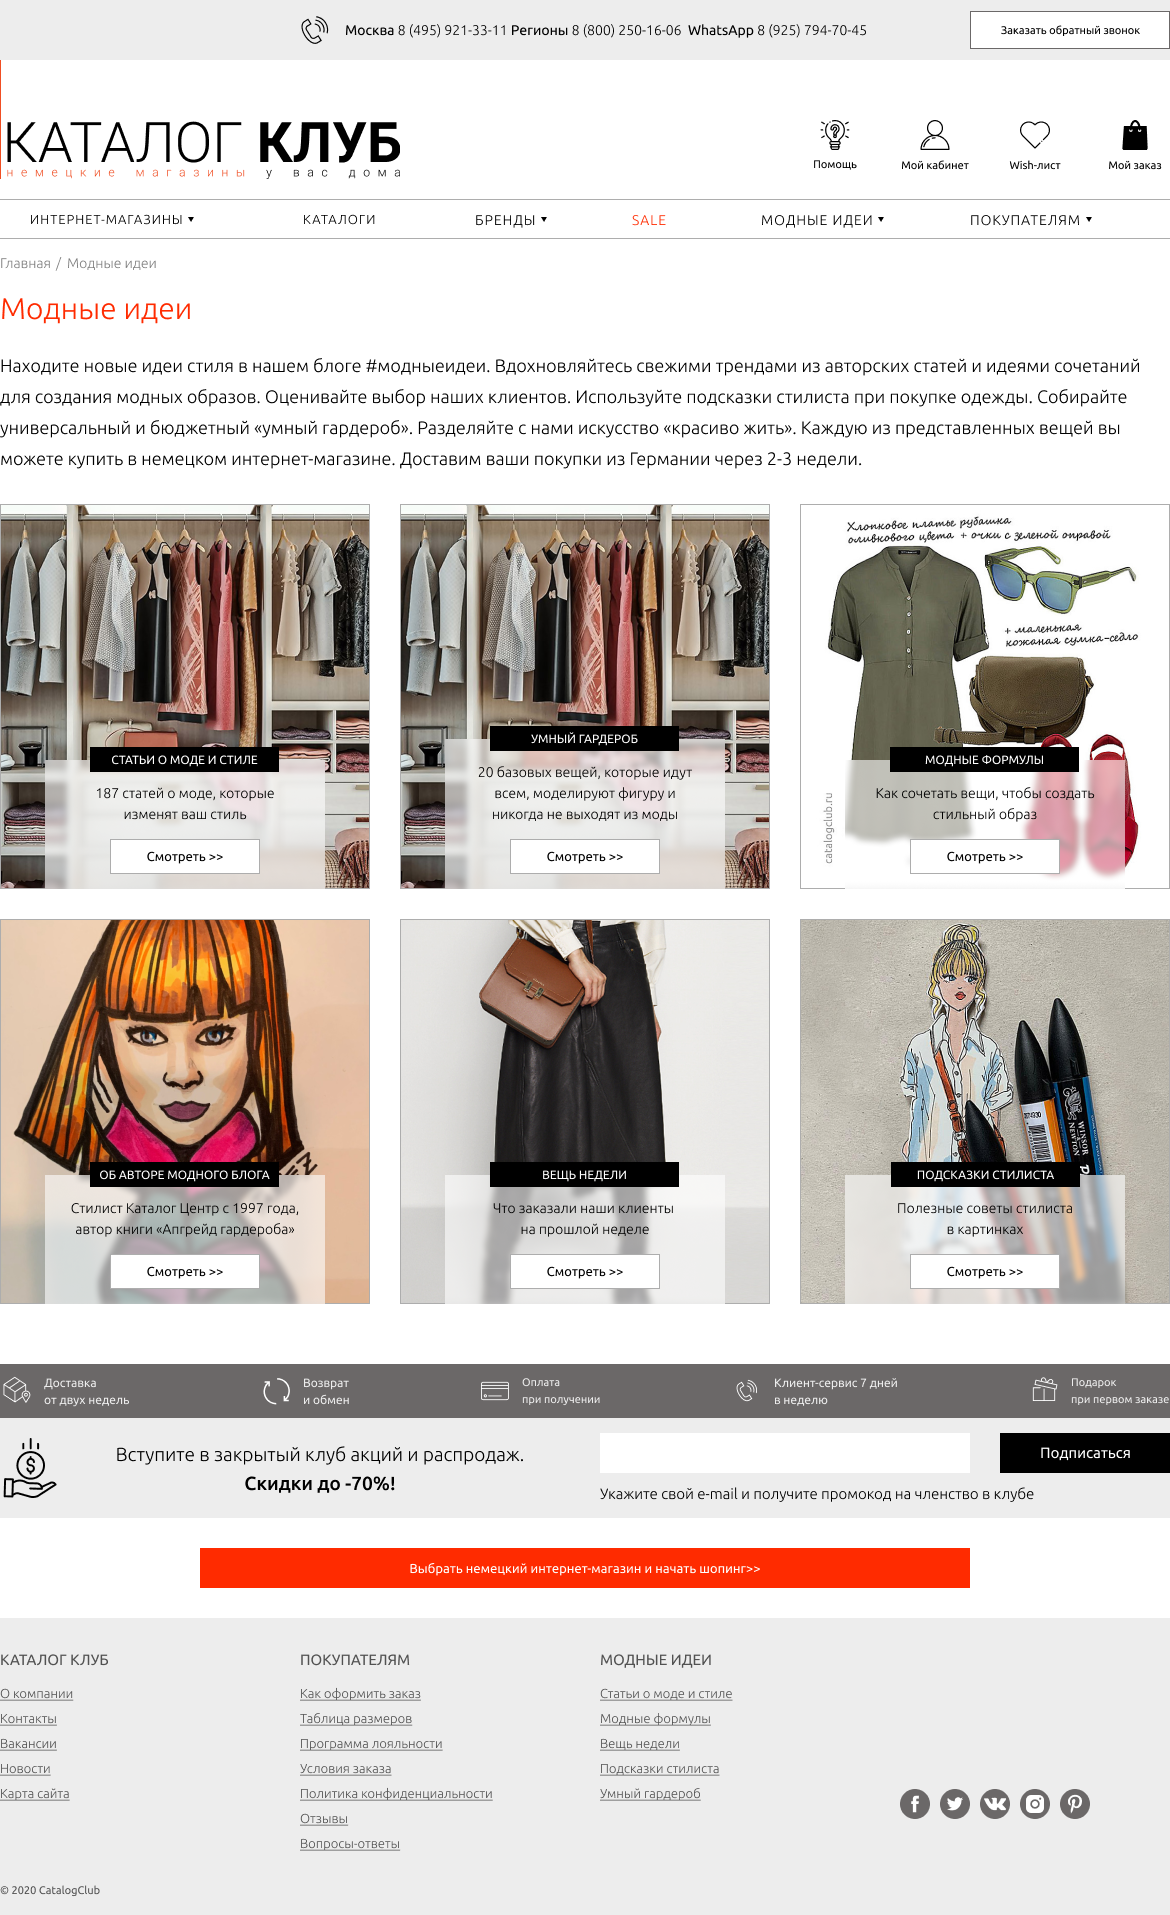 Москва 8 (495) 921-33-11 Регионы 8 (800) 250-16-06 WhatsApp 8 (925) 794-70-45
Заказать обратный звонок
КАТАЛОГ КЛУБ
немецкие магазины у вас дома
Помощь
Мой кабинет
Wish-лист
Мой заказ
ИНТЕРНЕТ-МАГАЗИНЫ
КАТАЛОГИ
БРЕНДЫ
SALE
МОДНЫЕ ИДЕИ
ПОКУПАТЕЛЯМ
Главная / Модные идеи
Модные идеи
Находите новые идеи стиля в нашем блоге #модныеидеи. Вдохновляйтесь свежими трендами из авторских статей и идеями сочетаний
для создания модных образов. Оценивайте выбор наших клиентов. Используйте подсказки стилиста при покупке одежды. Собирайте
универсальный и бюджетный «умный гардероб». Разделяйте с нами искусство «красиво жить». Каждую из представленных вещей вы
можете купить в немецком интернет-магазине. Доставим ваши покупки из Германии через 2-3 недели.
СТАТЬИ О МОДЕ И СТИЛЕ
187 статей о моде, которые
изменят ваш стиль
Смотреть >>
УМНЫЙ ГАРДЕРОБ
20 базовых вещей, которые идут
всем, моделируют фигуру и
никогда не выходят из моды
Смотреть >>
Хлопковое платье рубашка
оливкового цвета + очки с зеленой оправой
+ маленькая
кожаная сумка-седло
catalogclub.ru
МОДНЫЕ ФОРМУЛЫ
Как сочетать вещи, чтобы создать
стильный образ
Смотреть >>
ОБ АВТОРЕ МОДНОГО БЛОГА
Стилист Каталог Центр с 1997 года,
автор книги «Апгрейд гардероба»
Смотреть >>
ВЕЩЬ НЕДЕЛИ
Что заказали наши клиенты
на прошлой неделе
Смотреть >>
WINSOR
NEWTON
ПОДСКАЗКИ СТИЛИСТА
Полезные советы стилиста
в картинках
Смотреть >>
Доставка
от двух недель
Возврат
и обмен
Оплата
при получении
Клиент-сервис 7 дней
в неделю
Подарок
при первом заказе
Вступите в закрытый клуб акций и распродаж.
Скидки до -70%!
Подписаться
Укажите свой e-mail и получите промокод на членство в клубе
Выбрать немецкий интернет-магазин и начать шопинг>>
КАТАЛОГ КЛУБ
О компании
Контакты
Вакансии
Новости
Карта сайта
ПОКУПАТЕЛЯМ
Как оформить заказ
Таблица размеров
Программа лояльности
Условия заказа
Политика конфиденциальности
Отзывы
Вопросы-ответы
МОДНЫЕ ИДЕИ
Статьи о моде и стиле
Модные формулы
Вещь недели
Подсказки стилиста
Умный гардероб
© 2020 CatalogClub